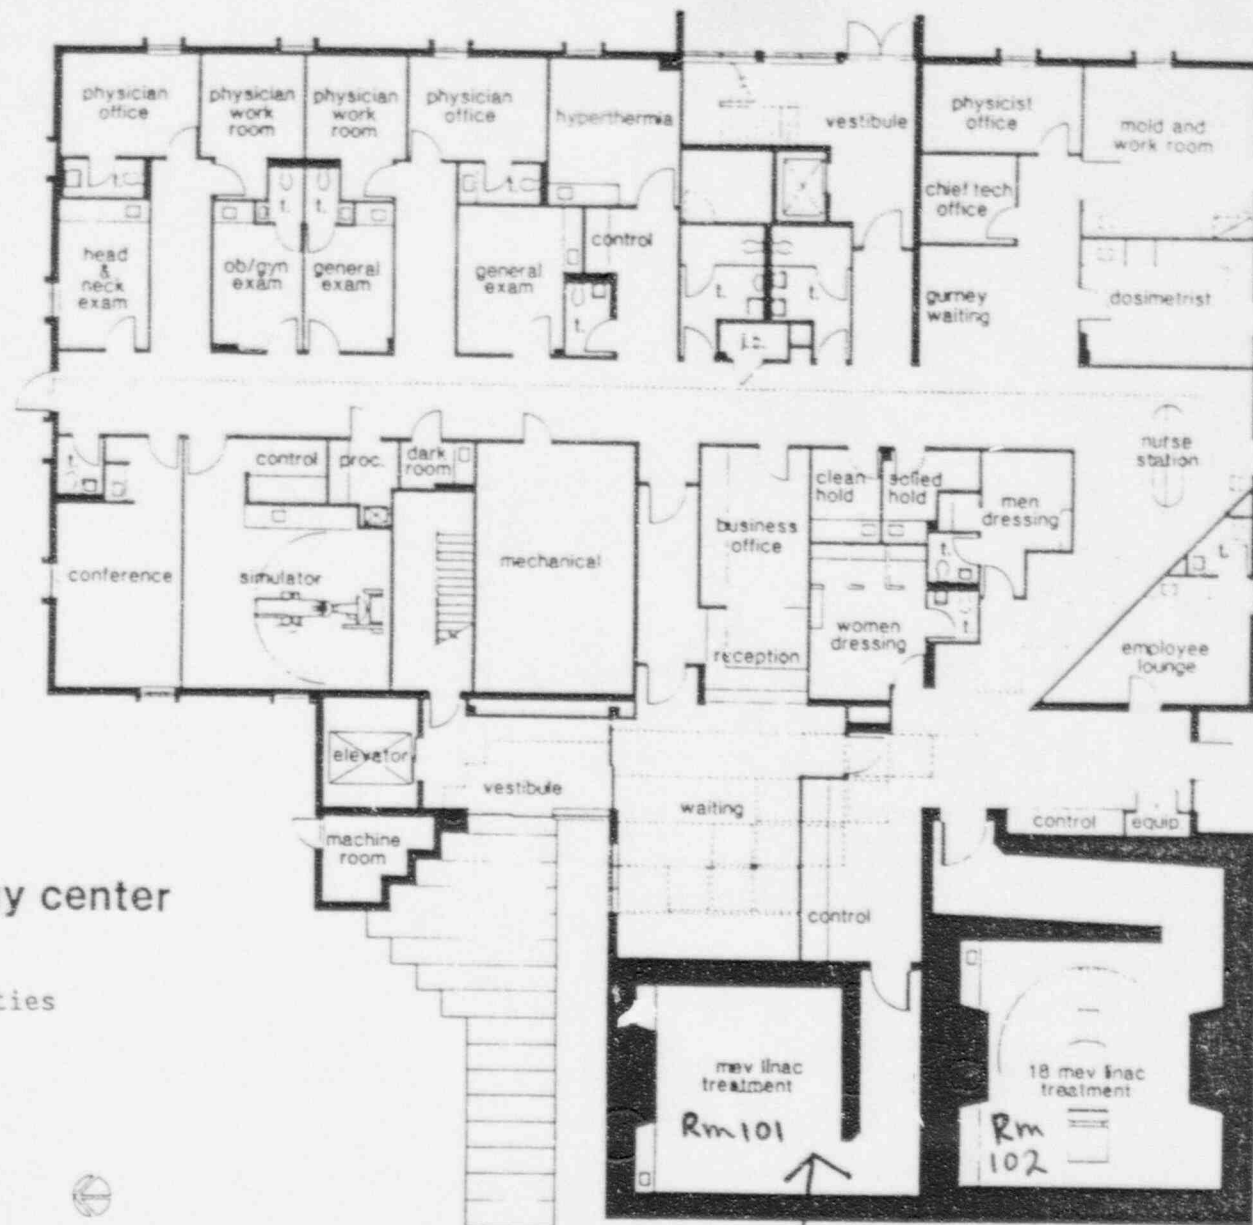 physician
office
physician
work
room
physician
work
room
physician
office
hyperthermia
vestibule
physicist
office
mold and
work room
t.
t.
t.
t.
chief tech
office
head
&
neck
exam
ob/gyn
exam
general
exam
general
exam
control
t.
t.
t.
j.c.
gurney
waiting
dosimetrist
t.
control
proc.
dark
room
clean
hold
soiled
hold
men
dressing
nurse
station
conference
simulator
mechanical
business
office
t.
t.
women
dressing
t.
reception
employee
lounge
elevator
vestibule
waiting
control
equip.
machine
room
y center
control
ties
mev linac
treatment
Rm 101
18 mev linac
treatment
Rm
102